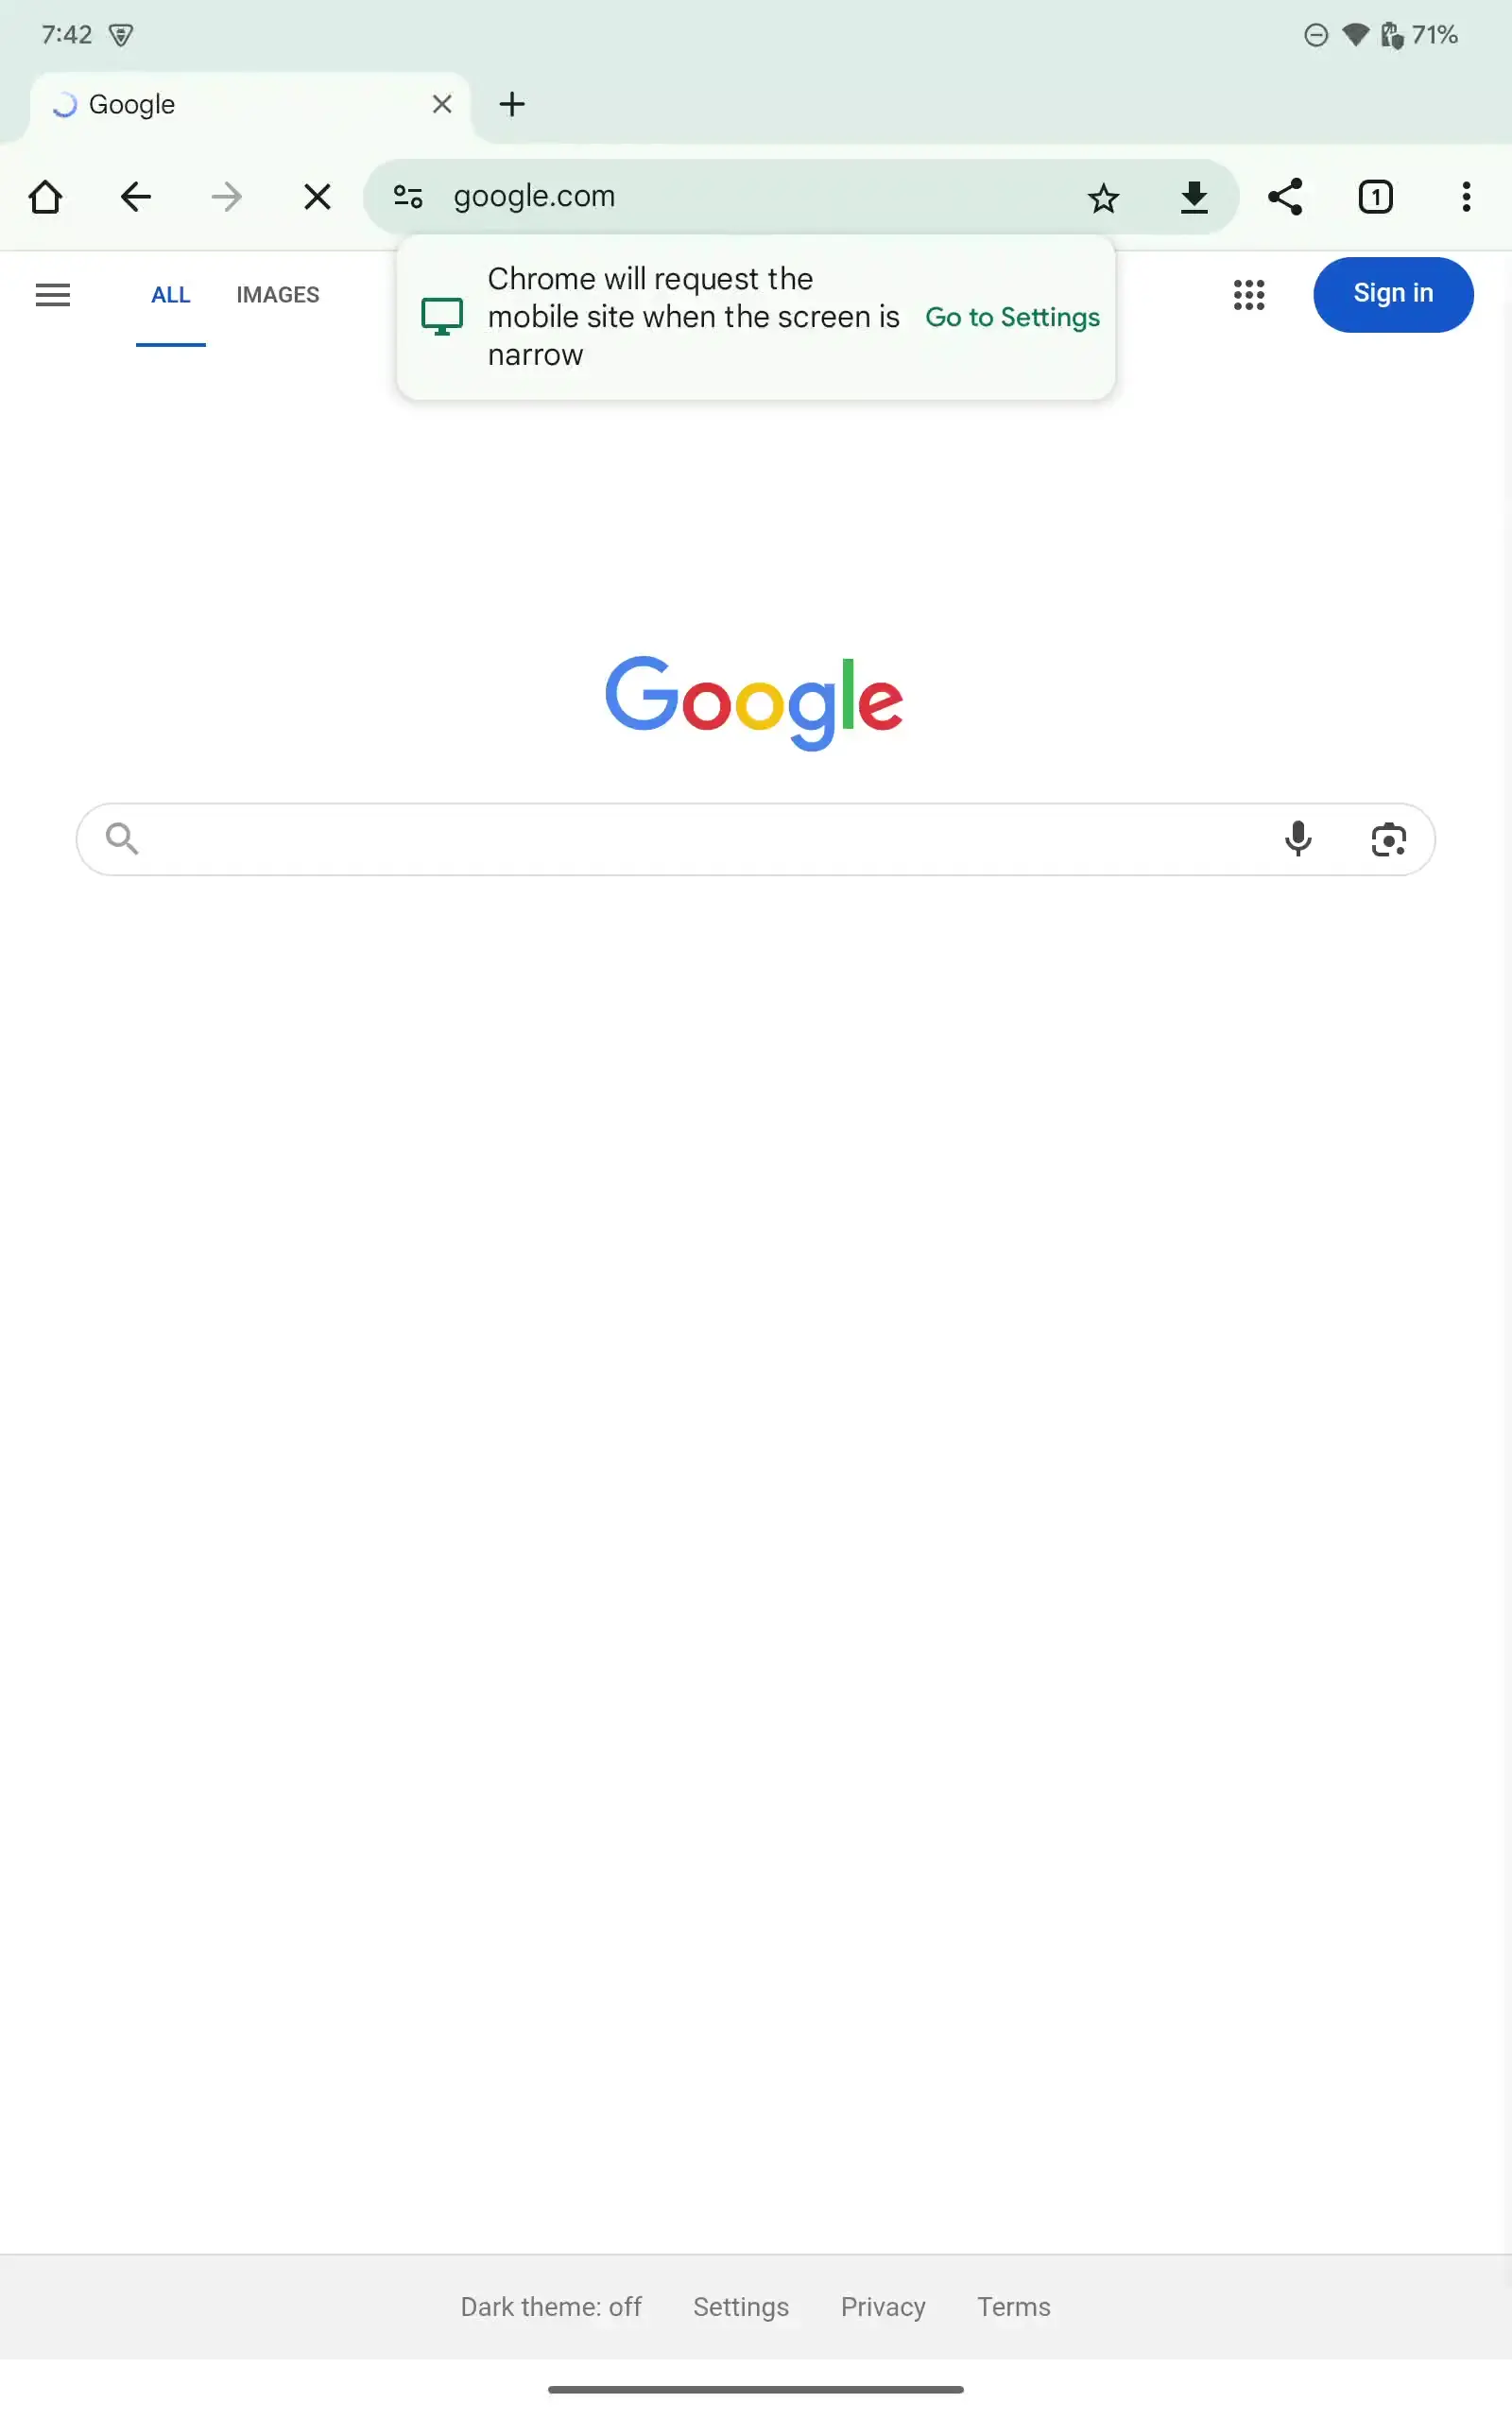 7:42
71%
Google
google.com
1
Chrome will request the
mobile site when the screen is
narrow
Go to Settings
ALL
IMAGES
Sign in
Google
Dark theme: off
Settings
Privacy
Terms